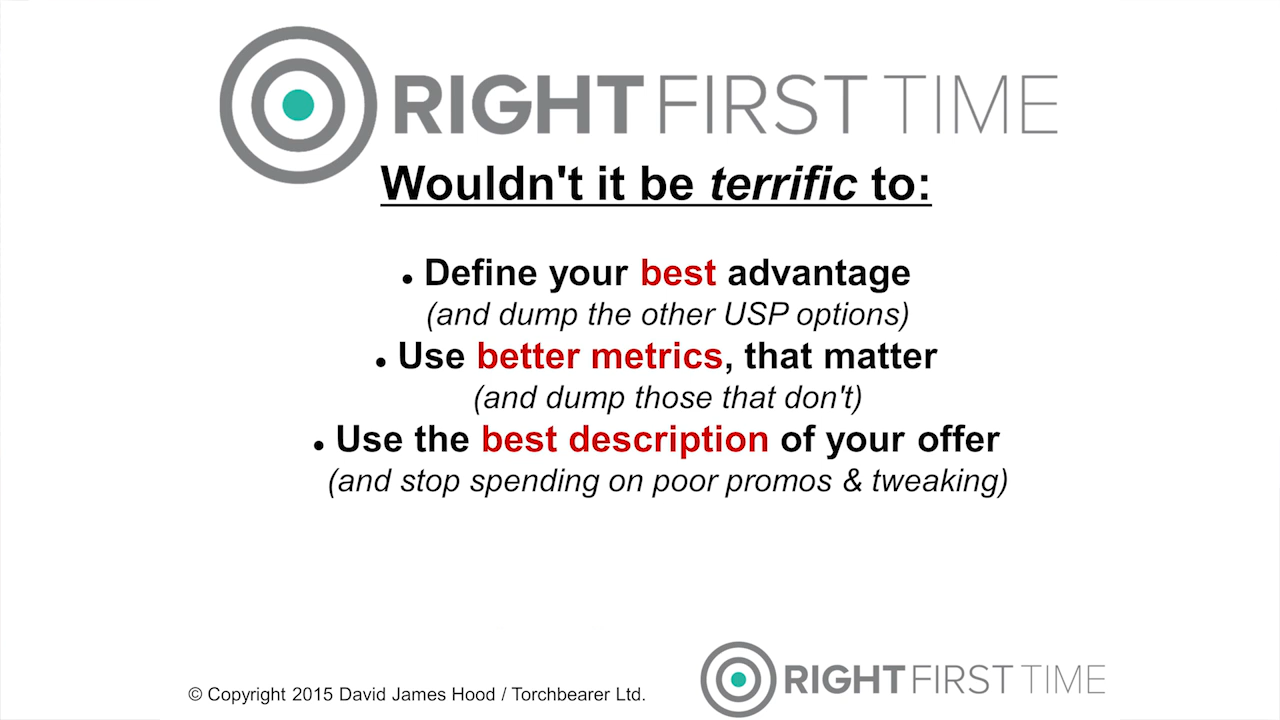 RIGHT FIRST TIME
Wouldn't it be terrific to:
• Define your best advantage
(and dump the other USP options)
• Use better metrics, that matter
(and dump those that don't)
• Use the best description of your offer
(and stop spending on poor promos & tweaking)
© Copyright 2015 David James Hood / Torchbearer Ltd.
RIGHT FIRST TIME